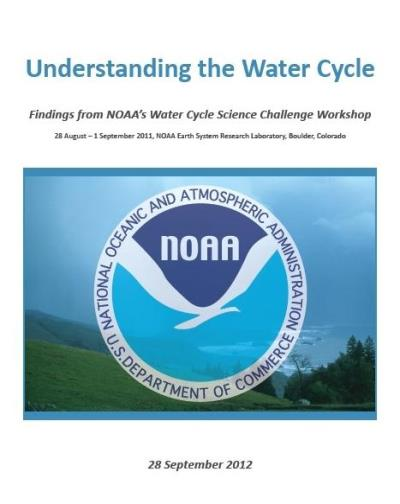 Understanding the Water Cycle
Findings from NOAA's Water Cycle Science Challenge Workshop
28 August – 1 September 2011, NOAA Earth System Research Laboratory, Boulder, Colorado
NATIONAL OCEANIC AND ATMOSPHERIC ADMINISTRATION
NOAA
U.S. DEPARTMENT OF COMMERCE
28 September 2012